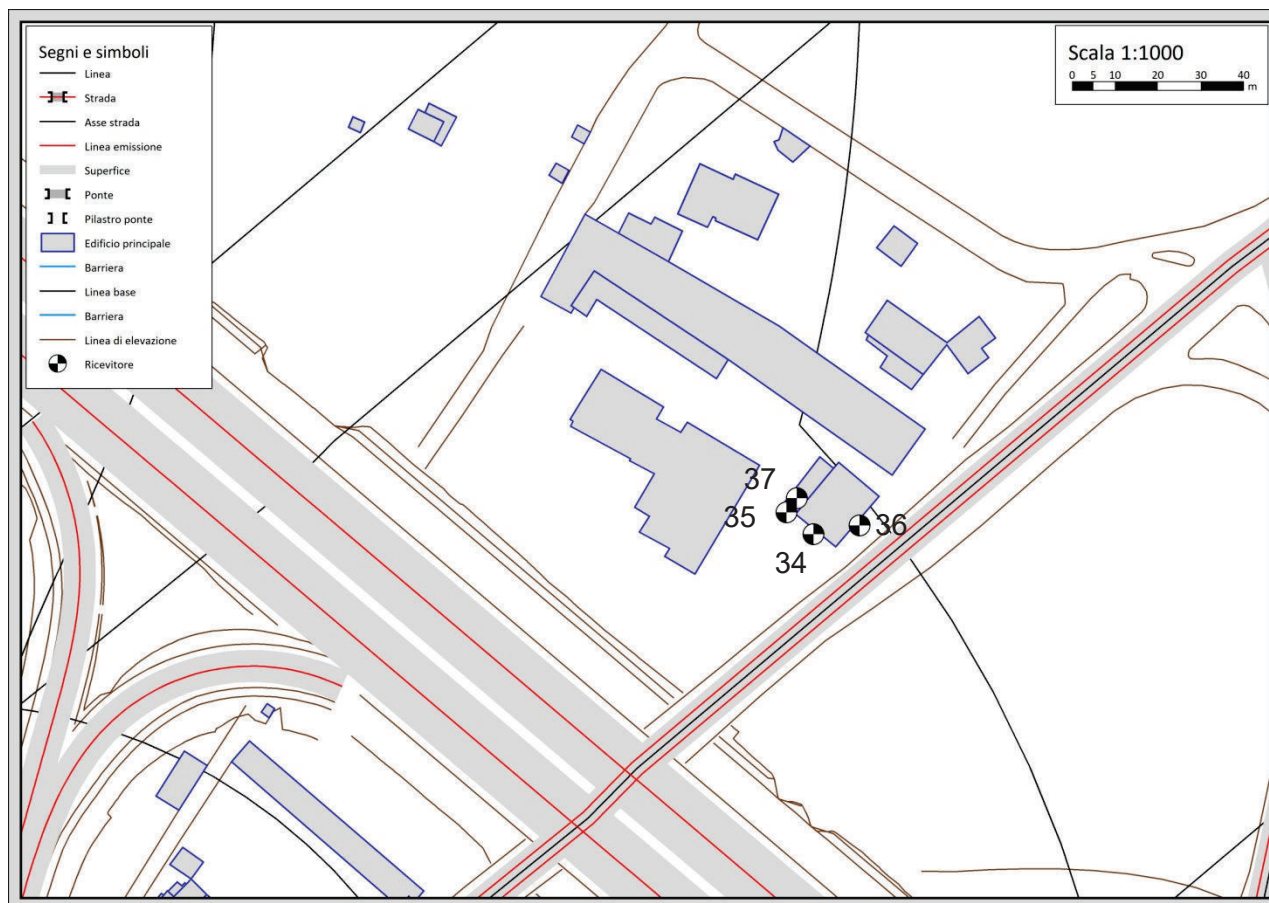 Segni e simboli
Linea
Strada
Asse strada
Linea emissione
Superfice
Ponte
Pilastro ponte
Edificio principale
Barriera
Linea base
Barriera
Linea di elevazione
Ricevitore
Scala 1:1000
0 5 10 20 30 40
m
37
35
36
34